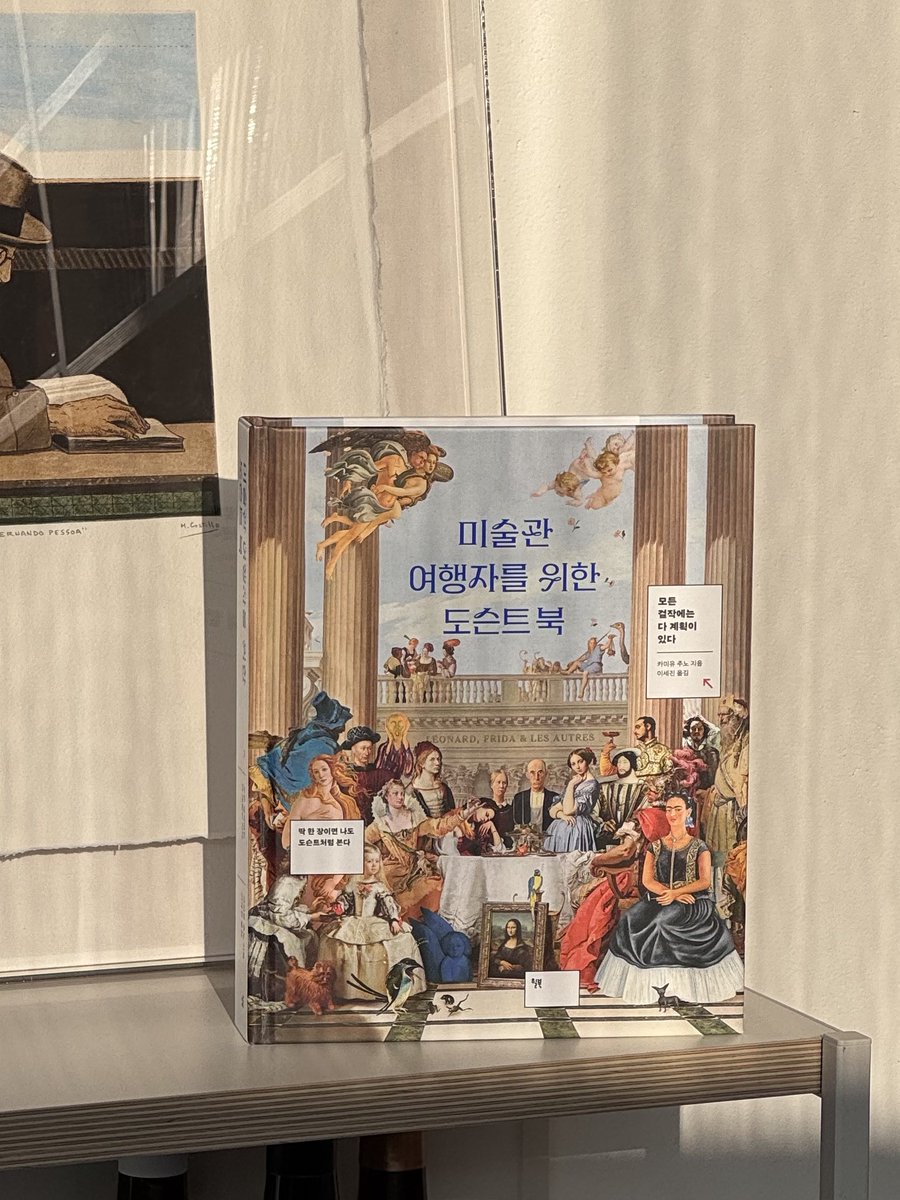 ERNANDO PESSOA"
M. Castillo
미술관
여행자를 위한
도슨트 북
모든
걸작에는
다 계획이
있다
카미유 주노 지음
이세진 옮김
LEONARD, FRIDA & LES AUTRES
딱 한 장이면 나도
도슨트처럼 본다
윌북